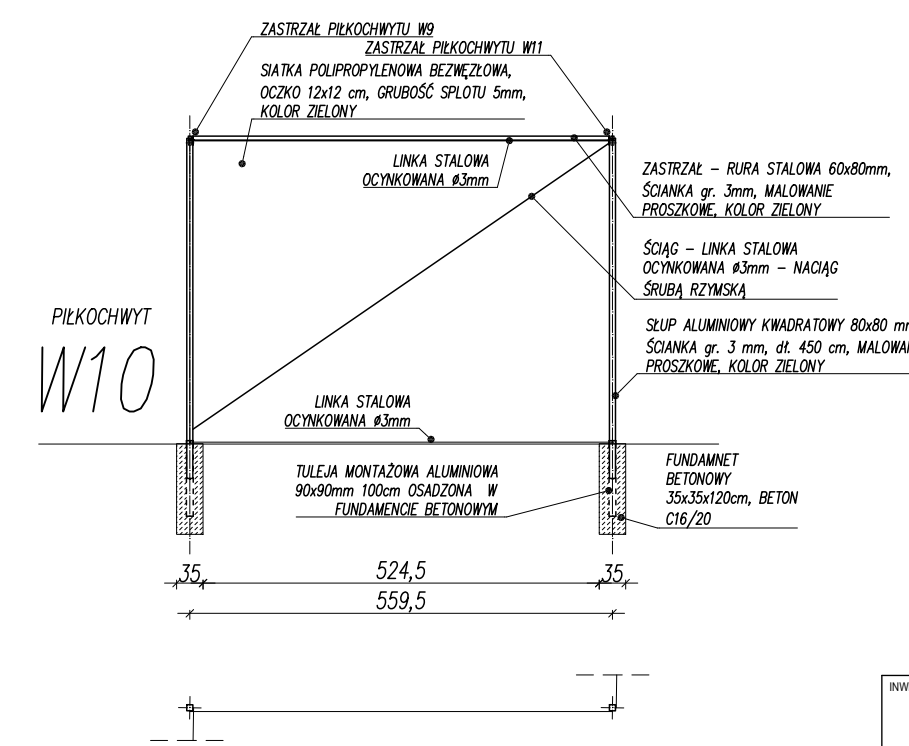 ZASTRZAŁ PIŁKOCHWYTU W9
ZASTRZAŁ PIŁKOCHWYTU W11
SIATKA POLIPROPYLENOWA BEZWĘZŁOWA,
OCZKO 12x12 cm, GRUBOŚĆ SPLOTU 5mm,
KOLOR ZIELONY
LINKA STALOWA
OCYNKOWANA ø3mm
ZASTRZAŁ – RURA STALOWA 60x80mm,
ŚCIANKA gr. 3mm, MALOWANIE
PROSZKOWE, KOLOR ZIELONY
ŚCIĄG – LINKA STALOWA
OCYNKOWANA ø3mm – NACIĄG
ŚRUBĄ RZYMSKĄ
PIŁKOCHWYT
W10
SŁUP ALUMINIOWY KWADRATOWY 80x80
ŚCIANKA gr. 3 mm, dł. 450 cm,
PROSZKOWE, KOLOR ZIELONY
LINKA STALOWA
OCYNKOWANA ø3mm
TULEJA MONTAŻOWA ALUMINIOWA
90x90mm 100cm OSADZONA W
FUNDAMENCIE BETONOWYM
FUNDAMNET
BETONOWY
35x35x120cm, BETON
C16/20
35
524,5
35
559,5